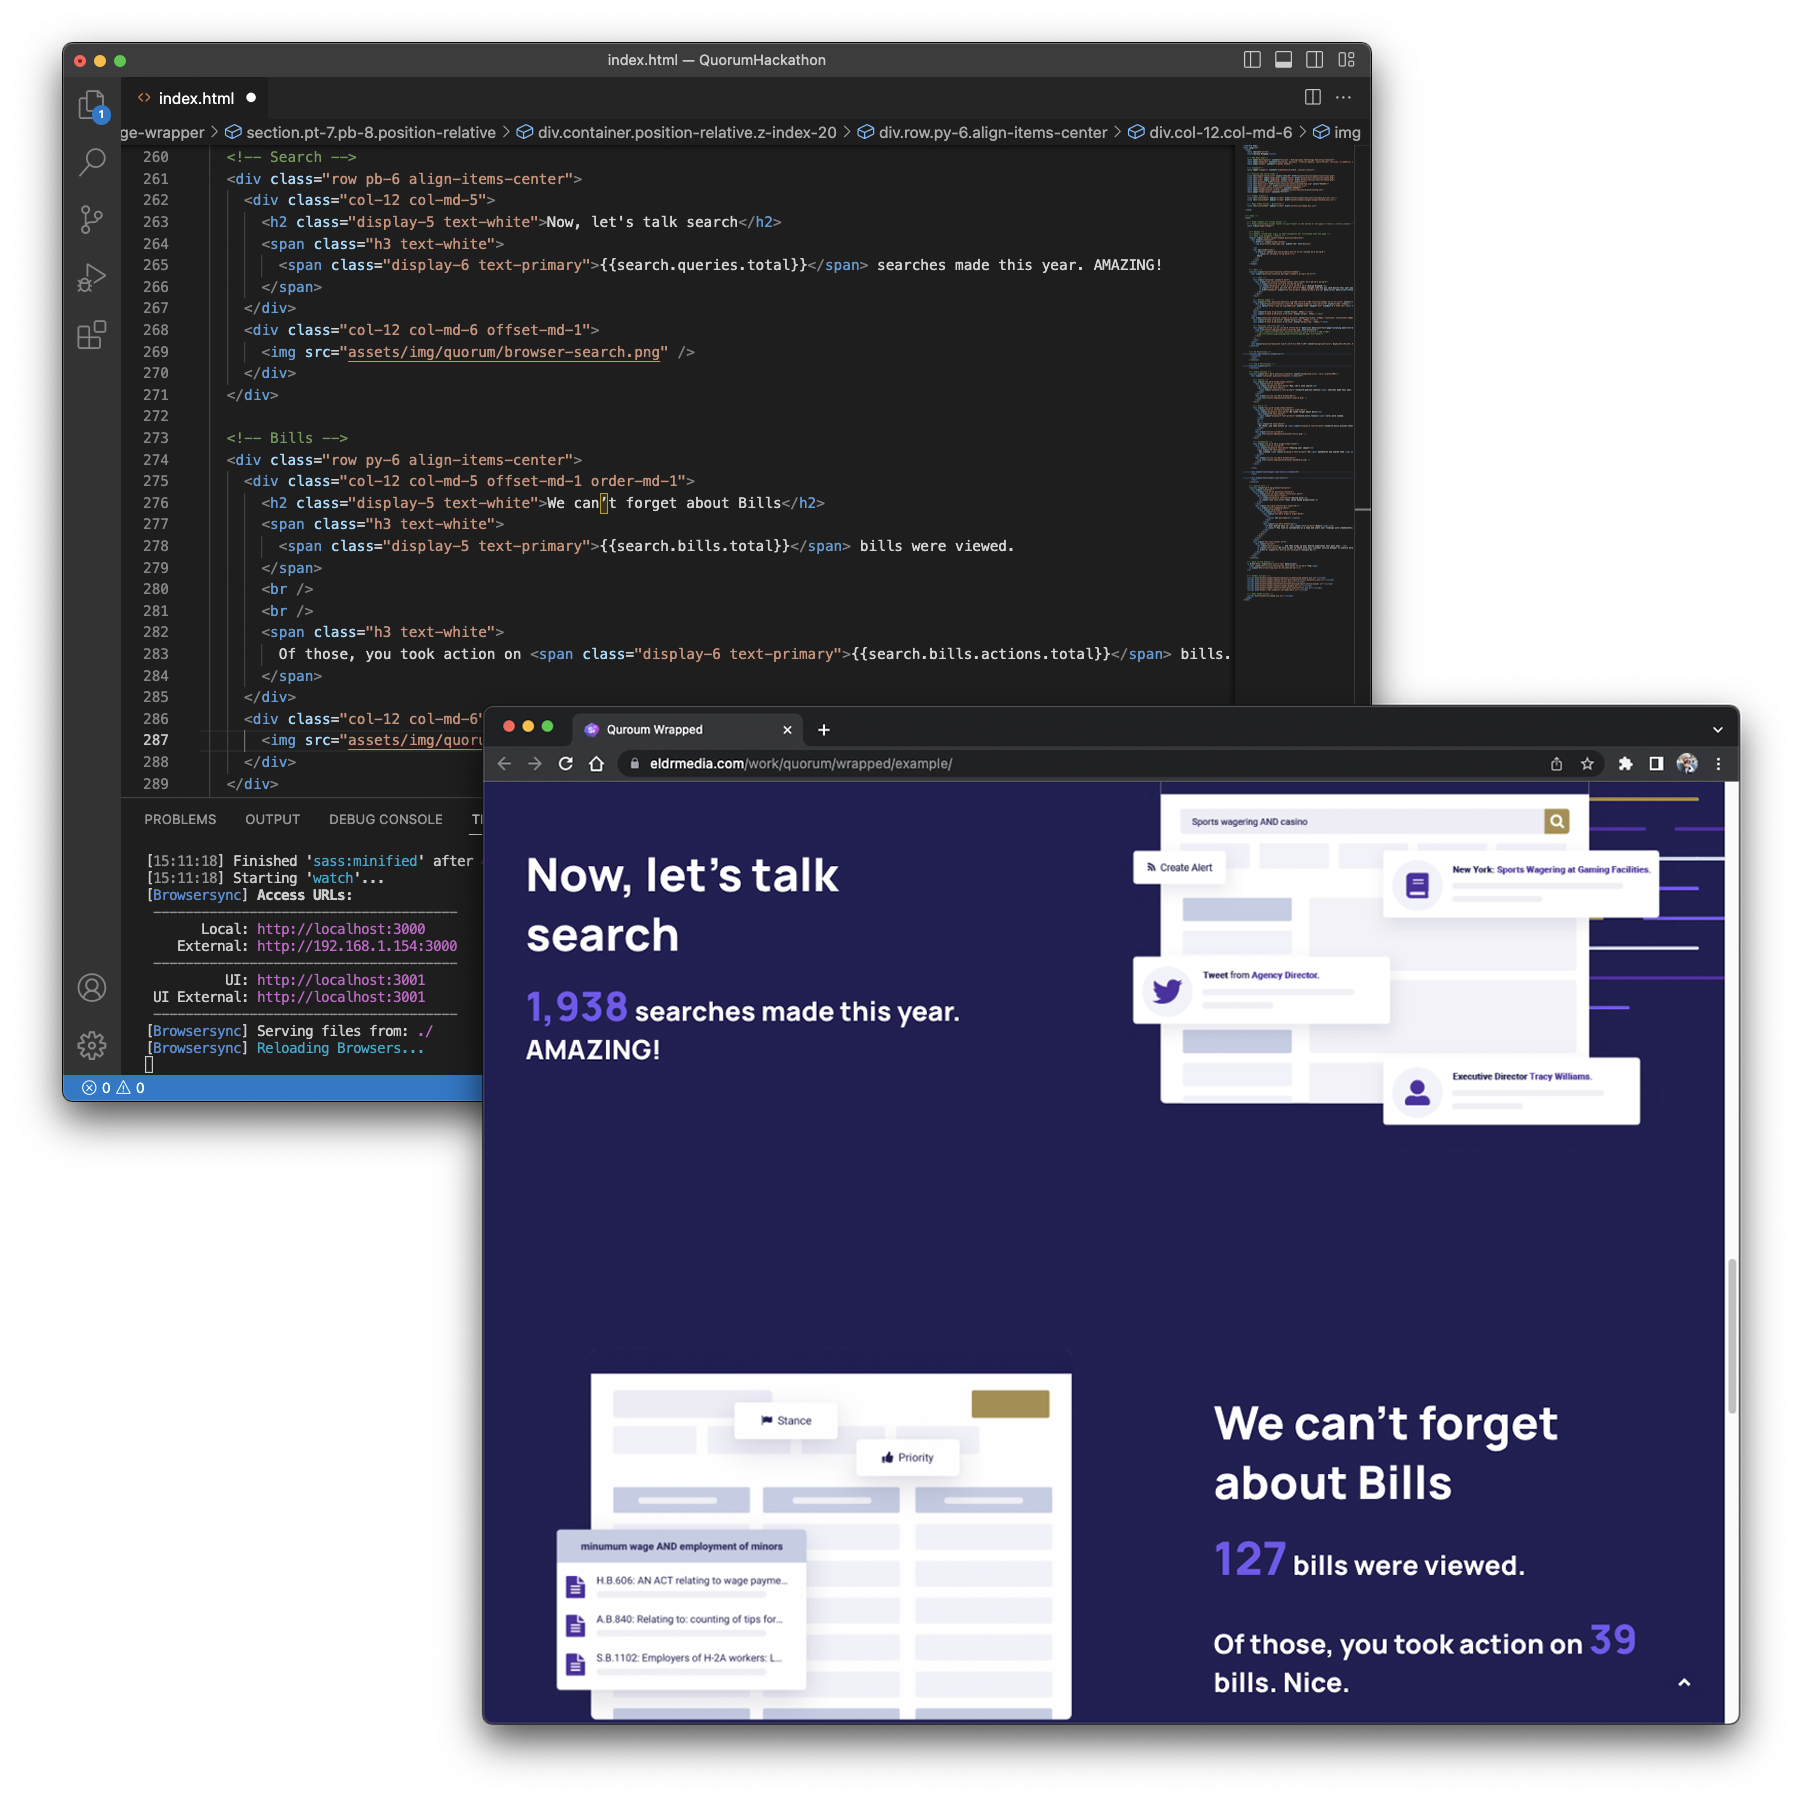 index.html — QuorumHackathon
index.html
1
ge-wrapper > section.pt-7.pb-8.position-relative > div.container.position-relative.z-index-20 > div.row.py-6.align-items-center > div.col-12.col-md-6 > img
260 <!-- Search -->
261 <div class="row pb-6 align-items-center">
262 <div class="col-12 col-md-5">
263 <h2 class="display-5 text-white">Now, let's talk search</h2>
264 <span class="h3 text-white">
265 <span class="display-6 text-primary">{{search.queries.total}}</span> searches made this year. AMAZING!
266 </span>
267 </div>
268 <div class="col-12 col-md-6 offset-md-1">
269 <img src="assets/img/quorum/browser-search.png" />
270 </div>
271 </div>
272
273 <!-- Bills -->
274 <div class="row py-6 align-items-center">
275 <div class="col-12 col-md-5 offset-md-1 order-md-1">
276 <h2 class="display-5 text-white">We can’t forget about Bills</h2>
277 <span class="h3 text-white">
278 <span class="display-5 text-primary">{{search.bills.total}}</span> bills were viewed.
279 </span>
280 <br />
281 <br />
282 <span class="h3 text-white">
283 Of those, you took action on <span class="display-6 text-primary">{{search.bills.actions.total}}</span> bills.
284 </span>
285 </div>
286 <div class="col-12 col-md-6"
287 <img src="assets/img/quoru
288 </div>
289 </div>
PROBLEMS OUTPUT DEBUG CONSOLE
[15:11:18] Finished 'sass:minified' after
[15:11:18] Starting 'watch'...
[Browsersync] Access URLs:
Local: http://localhost:3000
External: http://192.168.1.154:3000
UI: http://localhost:3001
UI External: http://localhost:3001
[Browsersync] Serving files from: ./
[Browsersync] Reloading Browsers...
0 0
Quroum Wrapped
eldrmedia.com/work/quorum/wrapped/example/
Now, let’s talk
search
1,938 searches made this year.
AMAZING!
Sports wagering AND casino
Create Alert
New York: Sports Wagering at Gaming Facilities.
Tweet from Agency Director.
Executive Director Tracy Williams.
Stance
Priority
minumum wage AND employment of minors
H.B.606: AN ACT relating to wage payme...
A.B.840: Relating to: counting of tips for...
S.B.1102: Employers of H-2A workers: L...
We can’t forget
about Bills
127 bills were viewed.
Of those, you took action on 39
bills. Nice.